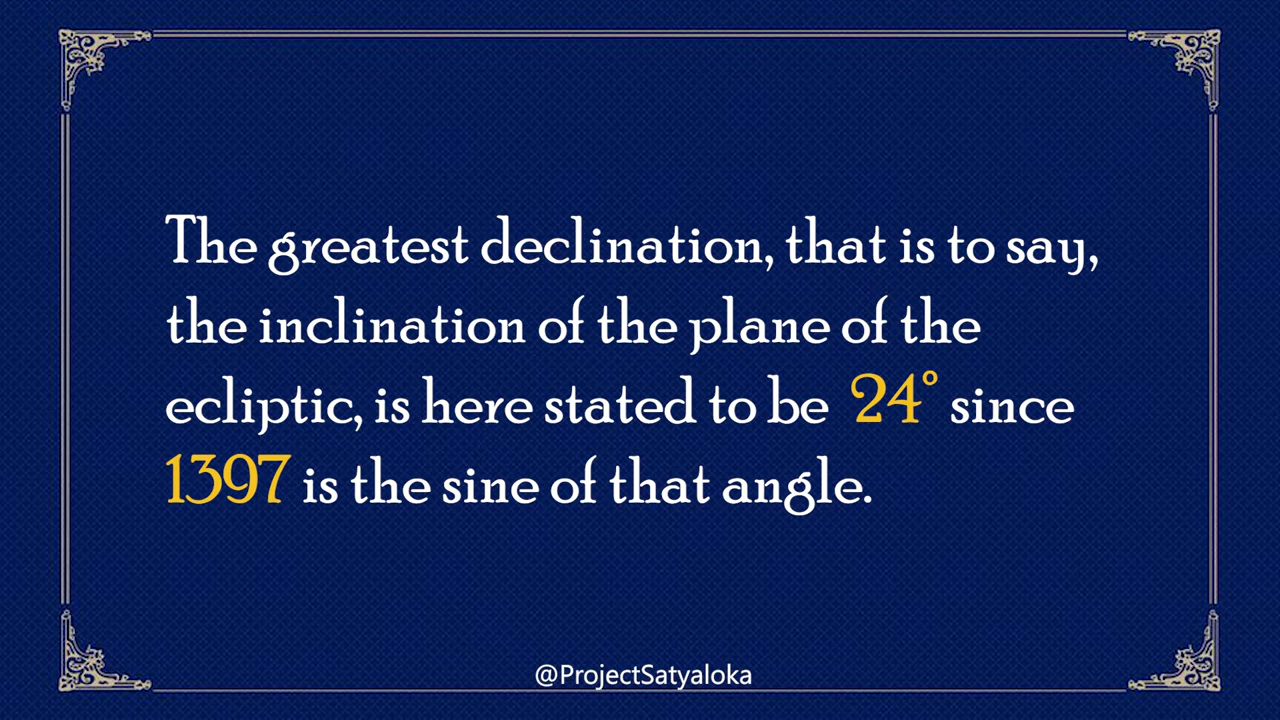 The greatest declination, that is to say,
the inclination of the plane of the
ecliptic, is here stated to be 24° since
1397 is the sine of that angle.
@ProjectSatyaloka